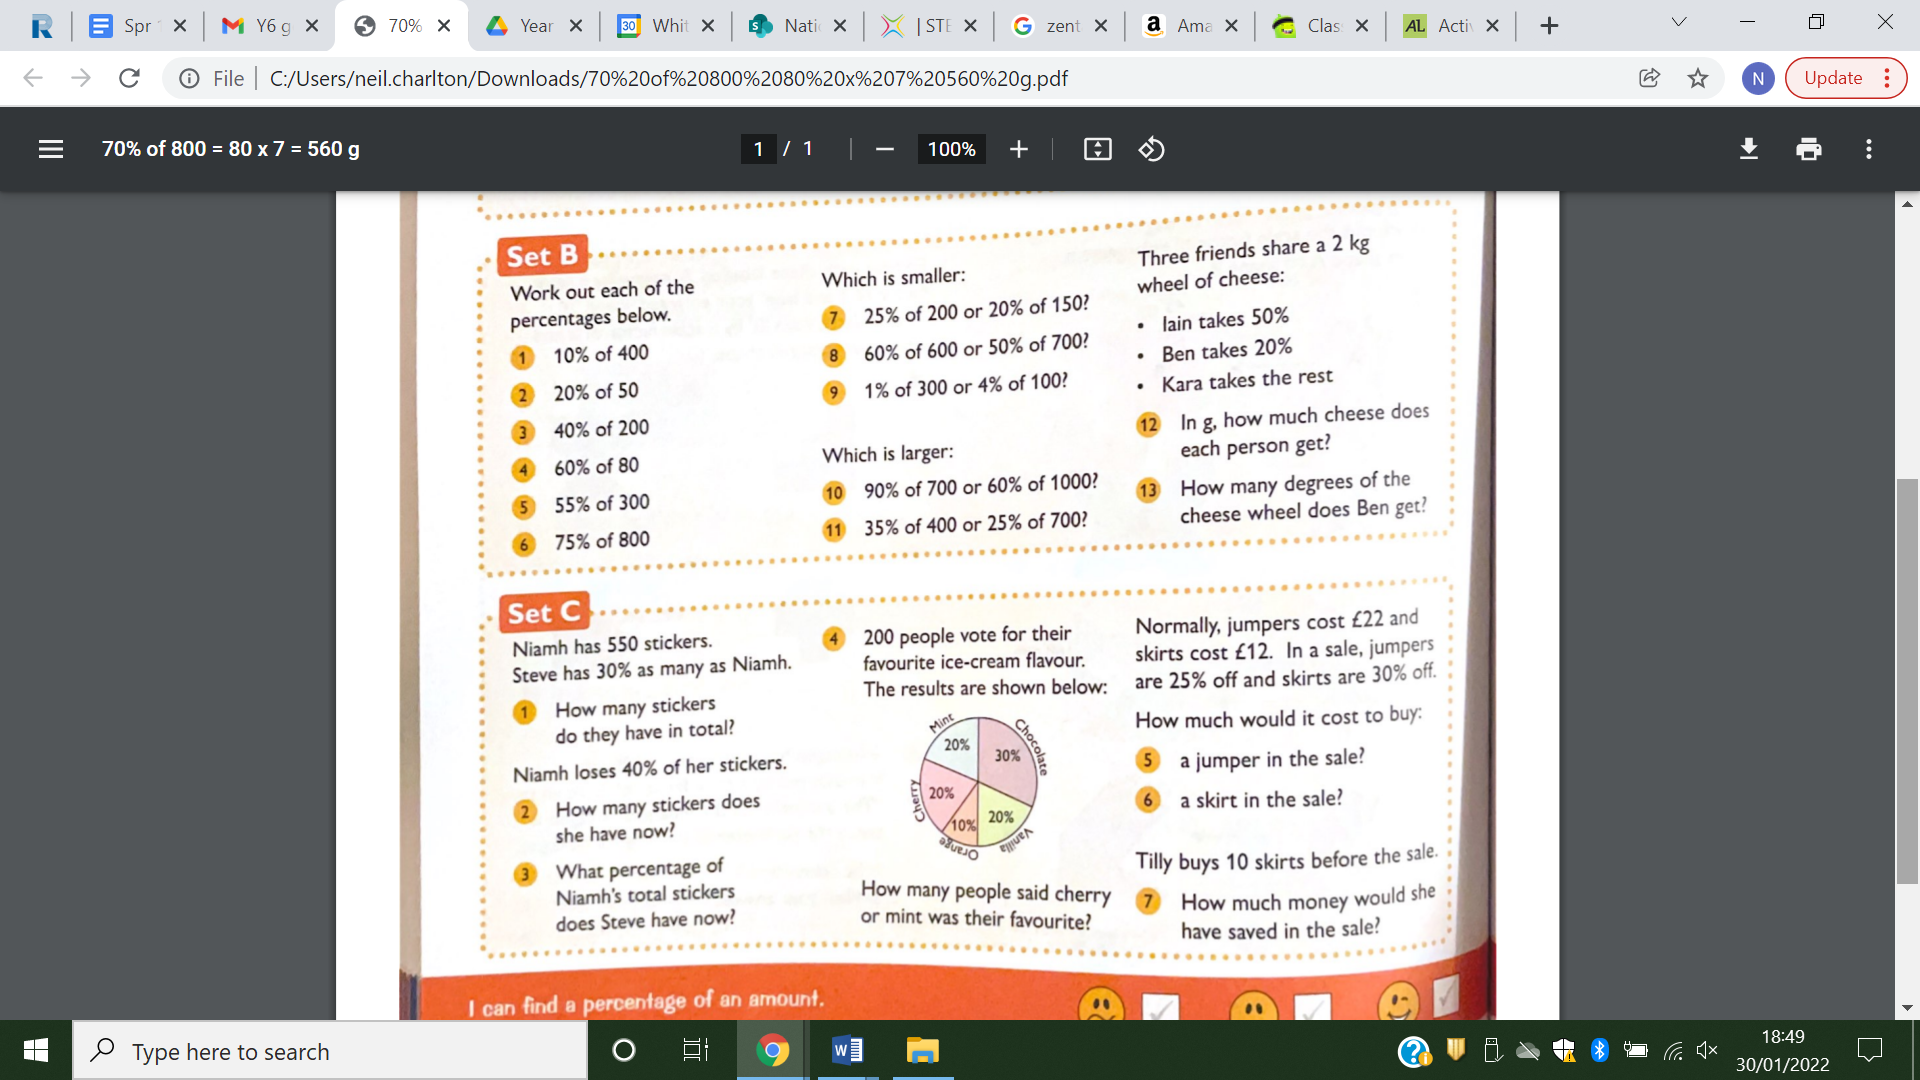 Spr
Y6 g
70%
Year
30
Whit
S
Natio
| STE
zent
a
Ama
Clas
AL
Activ
File
C:/Users/neil.charlton/Downloads/70%20of%20800%2080%20x%207%20560%20g.pdf
N
Update
70% of 800 = 80 x 7 = 560 g
1 / 1
100%
Set B
Work out each of the
percentages below.
1 10% of 400
2 20% of 50
3 40% of 200
4 60% of 80
5 55% of 300
6 75% of 800
Which is smaller:
7 25% of 200 or 20% of 150?
8 60% of 600 or 50% of 700?
9 1% of 300 or 4% of 100?
Which is larger:
10 90% of 700 or 60% of 1000?
11 35% of 400 or 25% of 700?
Three friends share a 2 kg
wheel of cheese:
• Iain takes 50%
• Ben takes 20%
• Kara takes the rest
12 In g, how much cheese does
each person get?
13 How many degrees of the
cheese wheel does Ben get?
Set C
Niamh has 550 stickers.
Steve has 30% as many as Niamh.
1 How many stickers
do they have in total?
Niamh loses 40% of her stickers.
2 How many stickers does
she have now?
3 What percentage of
Niamh's total stickers
does Steve have now?
4 200 people vote for their
favourite ice-cream flavour.
The results are shown below:
Mint
20%
Chocolate
30%
Cherry
20%
Orange
10%
Vanilla
20%
How many people said cherry
or mint was their favourite?
Normally, jumpers cost £22 and
skirts cost £12. In a sale, jumpers
are 25% off and skirts are 30% off.
How much would it cost to buy:
5 a jumper in the sale?
6 a skirt in the sale?
Tilly buys 10 skirts before the sale.
7 How much money would she
have saved in the sale?
I can find a percentage of an amount.
Type here to search
18:49
30/01/2022